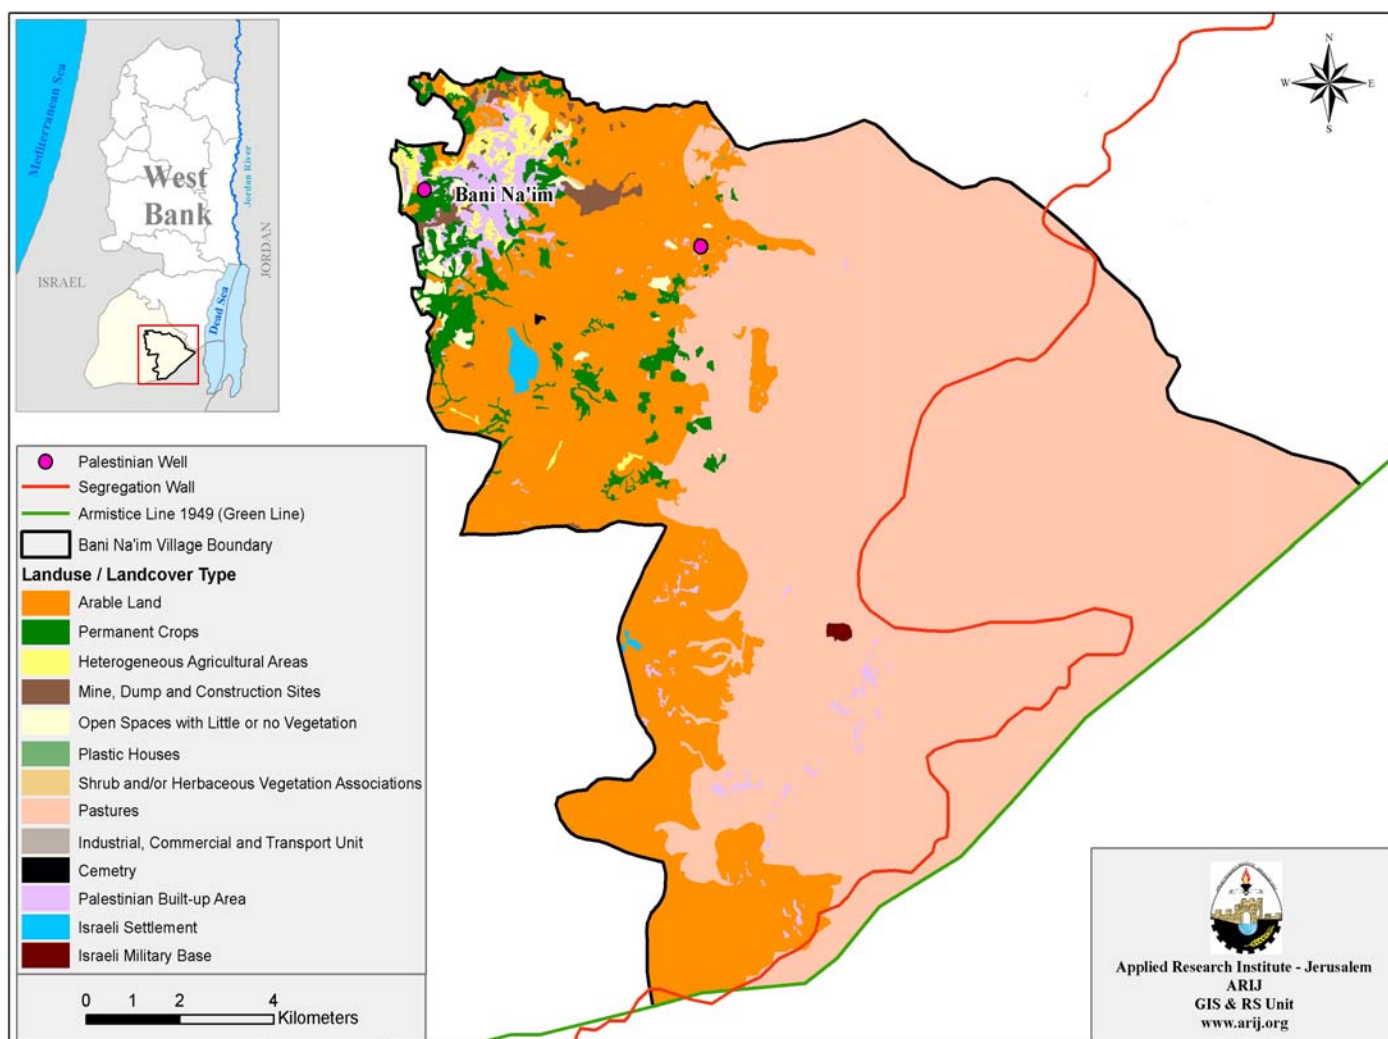 Mediterranean Sea
West
Bank
Jordan River
ISRAEL
JORDAN
Dead Sea
N
W
E
S
Bani Na'im
Palestinian Well
Segregation Wall
Armistice Line 1949 (Green Line)
Bani Na'im Village Boundary
Landuse / Landcover Type
Arable Land
Permanent Crops
Heterogeneous Agricultural Areas
Mine, Dump and Construction Sites
Open Spaces with Little or no Vegetation
Plastic Houses
Shrub and/or Herbaceous Vegetation Associations
Pastures
Industrial, Commercial and Transport Unit
Cemetry
Palestinian Built-up Area
Israeli Settlement
Israeli Military Base
0 1 2 4
Kilometers
Applied Research Institute - Jerusalem
ARIJ
GIS & RS Unit
www.arij.org